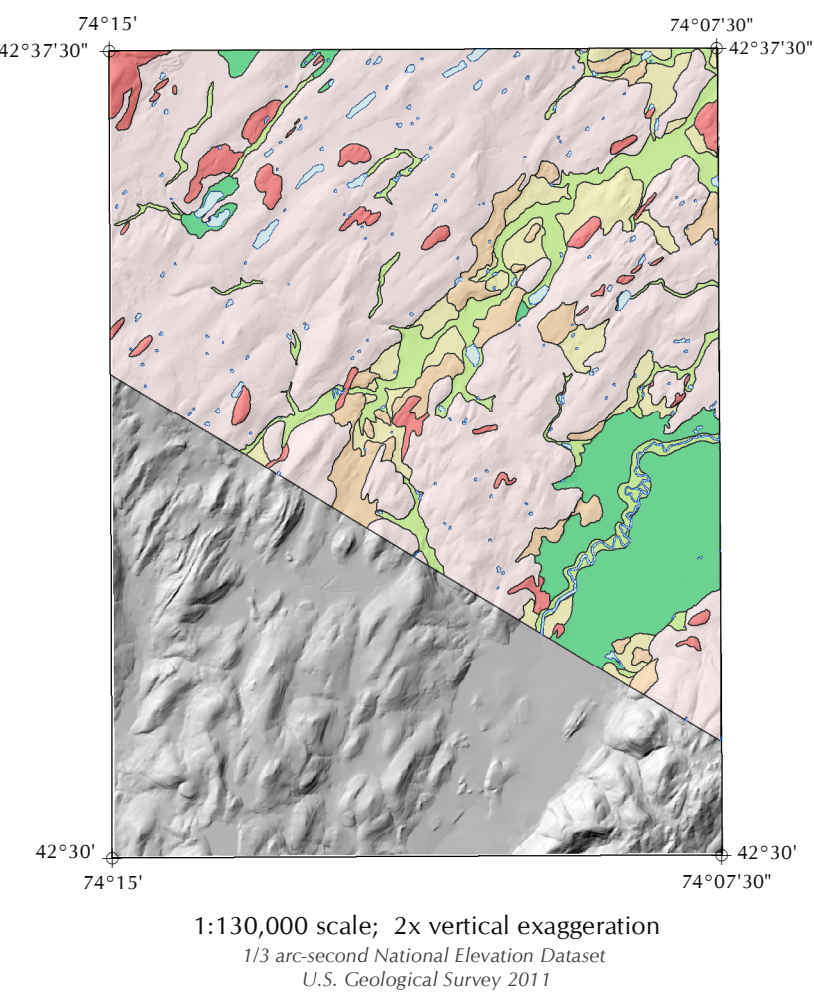 74°15' 74°07'30"
42°37'30" 42°37'30"
42°30' 42°30'
74°15' 74°07'30"
1:130,000 scale; 2x vertical exaggeration
1/3 arc-second National Elevation Dataset
U.S. Geological Survey 2011